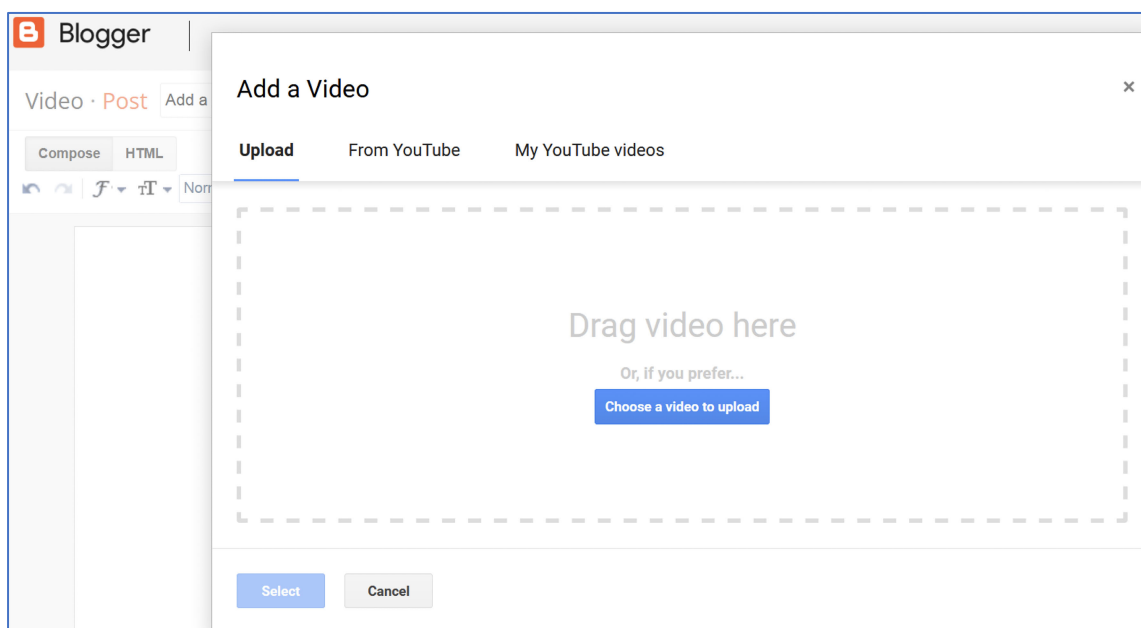 Blogger
Add a Video
×
Video · Post Add a
Upload From YouTube My YouTube videos
Compose HTML
Drag video here
Or, if you prefer...
Choose a video to upload
Select Cancel